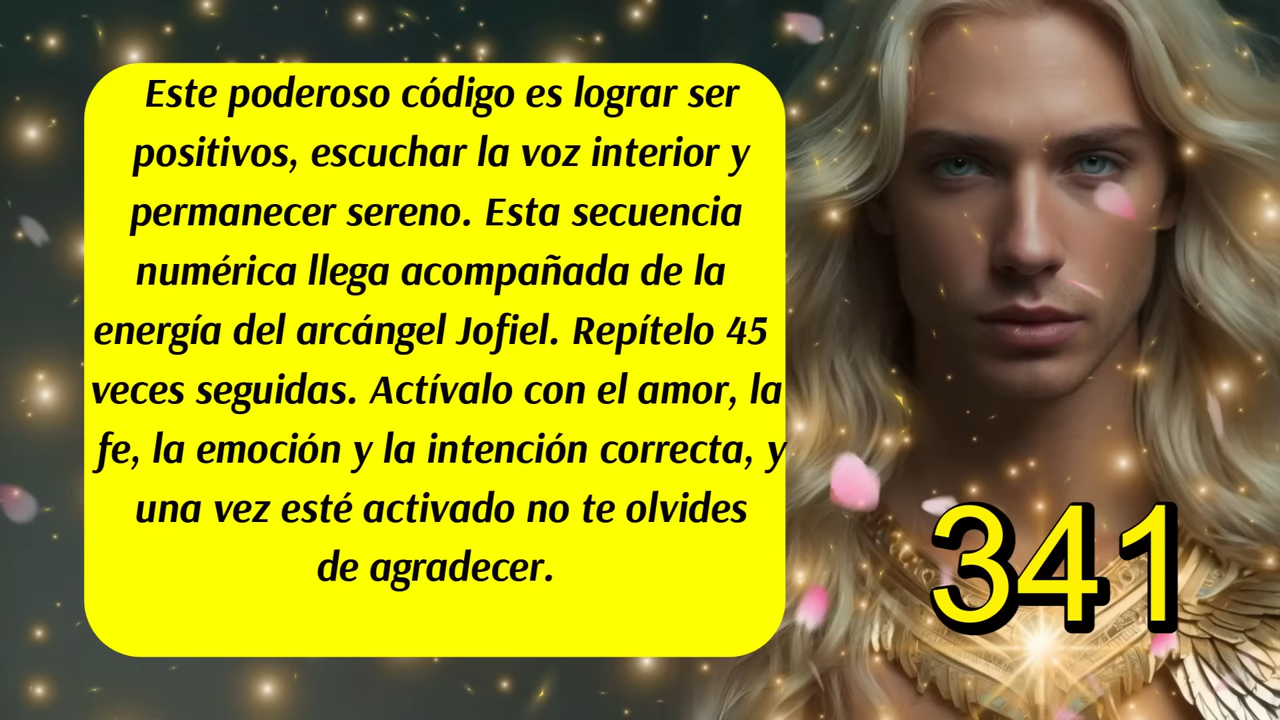 Este poderoso código es lograr ser
positivos, escuchar la voz interior y
permanecer sereno. Esta secuencia
numérica llega acompañada de la
energía del arcángel Jofiel. Repítelo 45
veces seguidas. Actívalo con el amor, la
fe, la emoción y la intención correcta, y
una vez esté activado no te olvides
de agradecer.
341